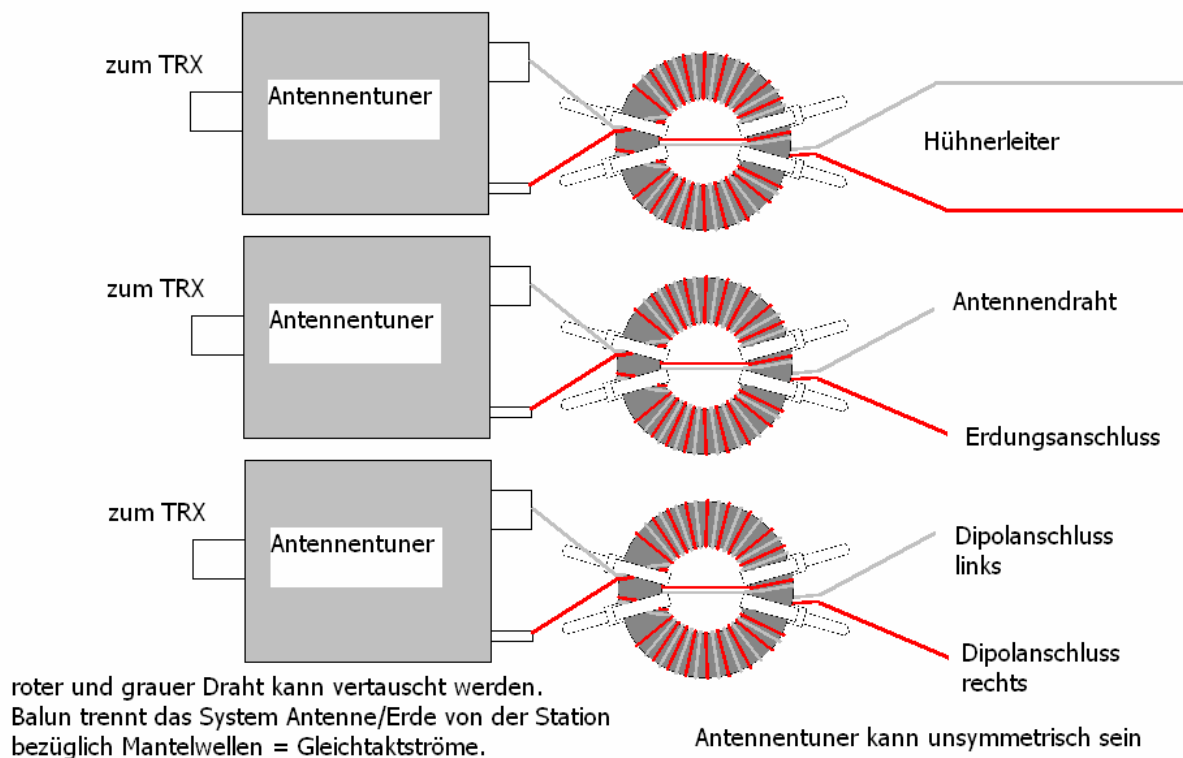 zum TRX
Antennentuner
Hühnerleiter
zum TRX
Antennentuner
Antennendraht
Erdungsanschluss
zum TRX
Antennentuner
Dipolanschluss
links
Dipolanschluss
rechts
roter und grauer Draht kann vertauscht werden.
Balun trennt das System Antenne/Erde von der Station
bezüglich Mantelwellen = Gleichtaktströme.
Antennentuner kann unsymmetrisch sein